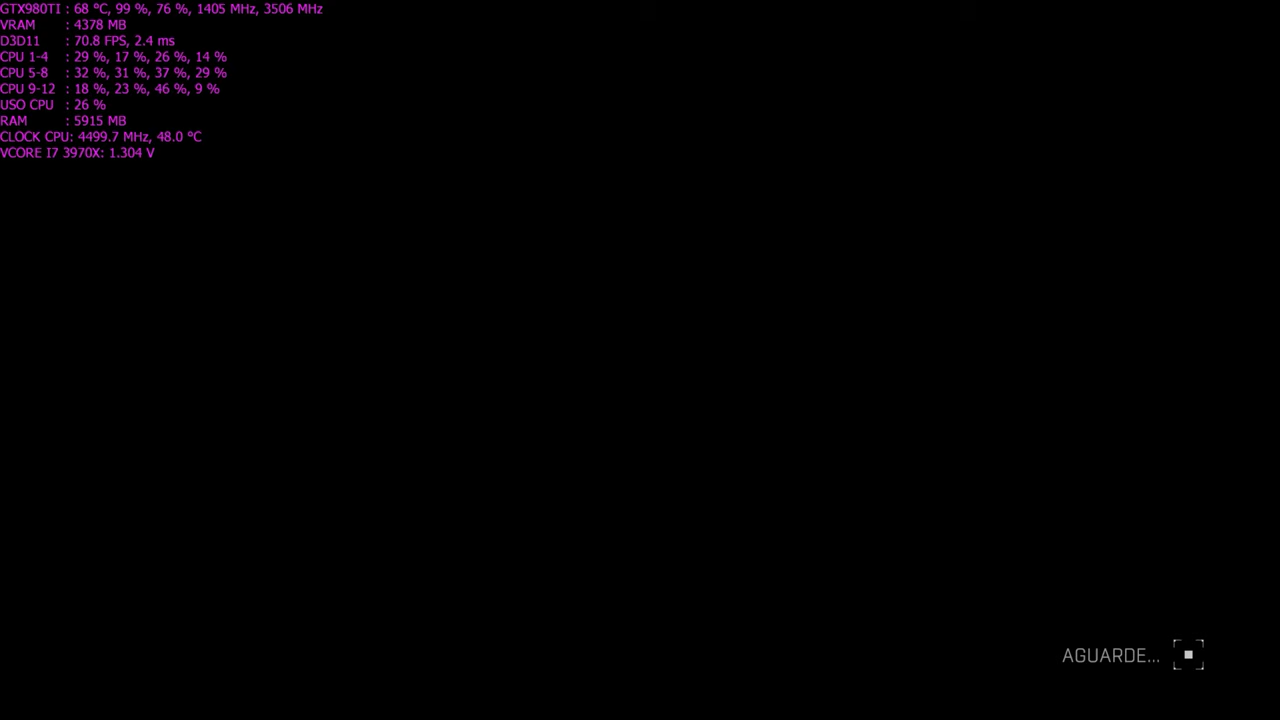 GTX980TI : 68 °C, 99 %, 76 %, 1405 MHz, 3506 MHz
VRAM : 4378 MB
D3D11 : 70.8 FPS, 2.4 ms
CPU 1-4 : 29 %, 17 %, 26 %, 14 %
CPU 5-8 : 32 %, 31 %, 37 %, 29 %
CPU 9-12 : 18 %, 23 %, 46 %, 9 %
USO CPU : 26 %
RAM : 5915 MB
CLOCK CPU: 4499.7 MHz, 48.0 °C
VCORE I7 3970X: 1.304 V
AGUARDE...